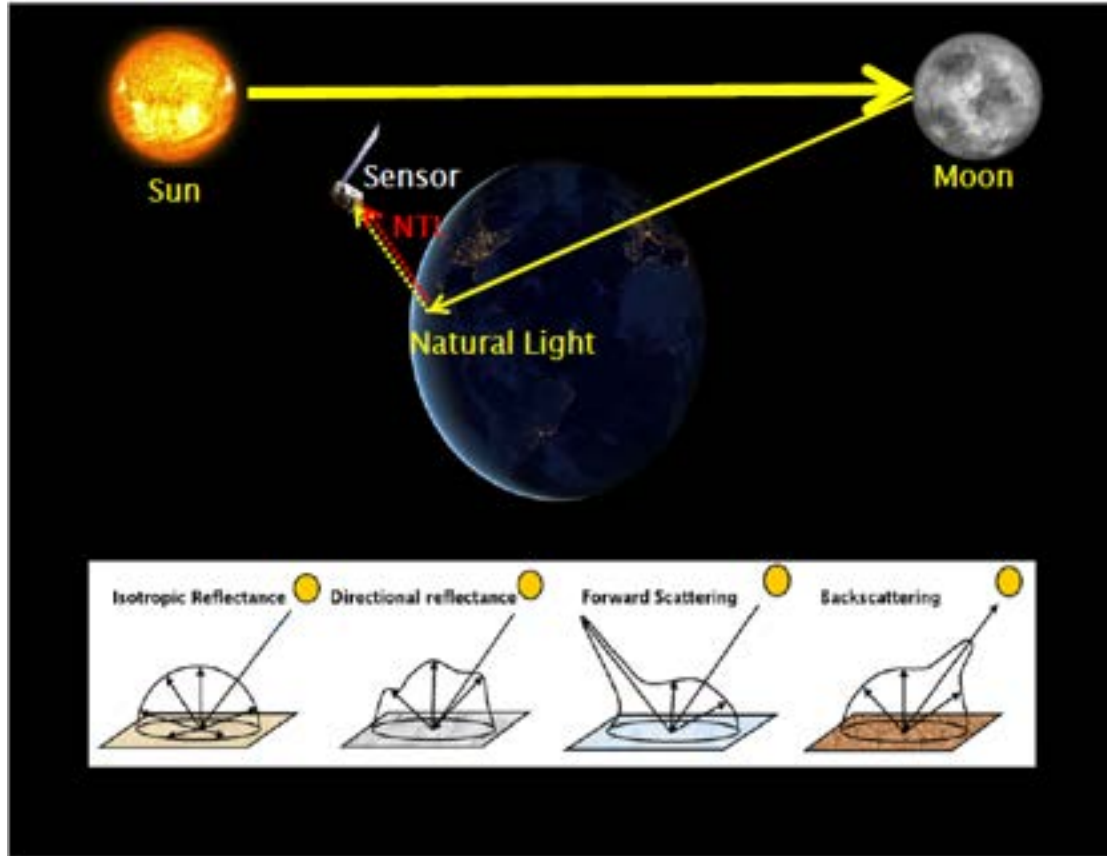 Sun
Moon
Sensor
NTL
Natural Light
Isotropic Reflectance
Directional reflectance
Forward Scattering
Backscattering